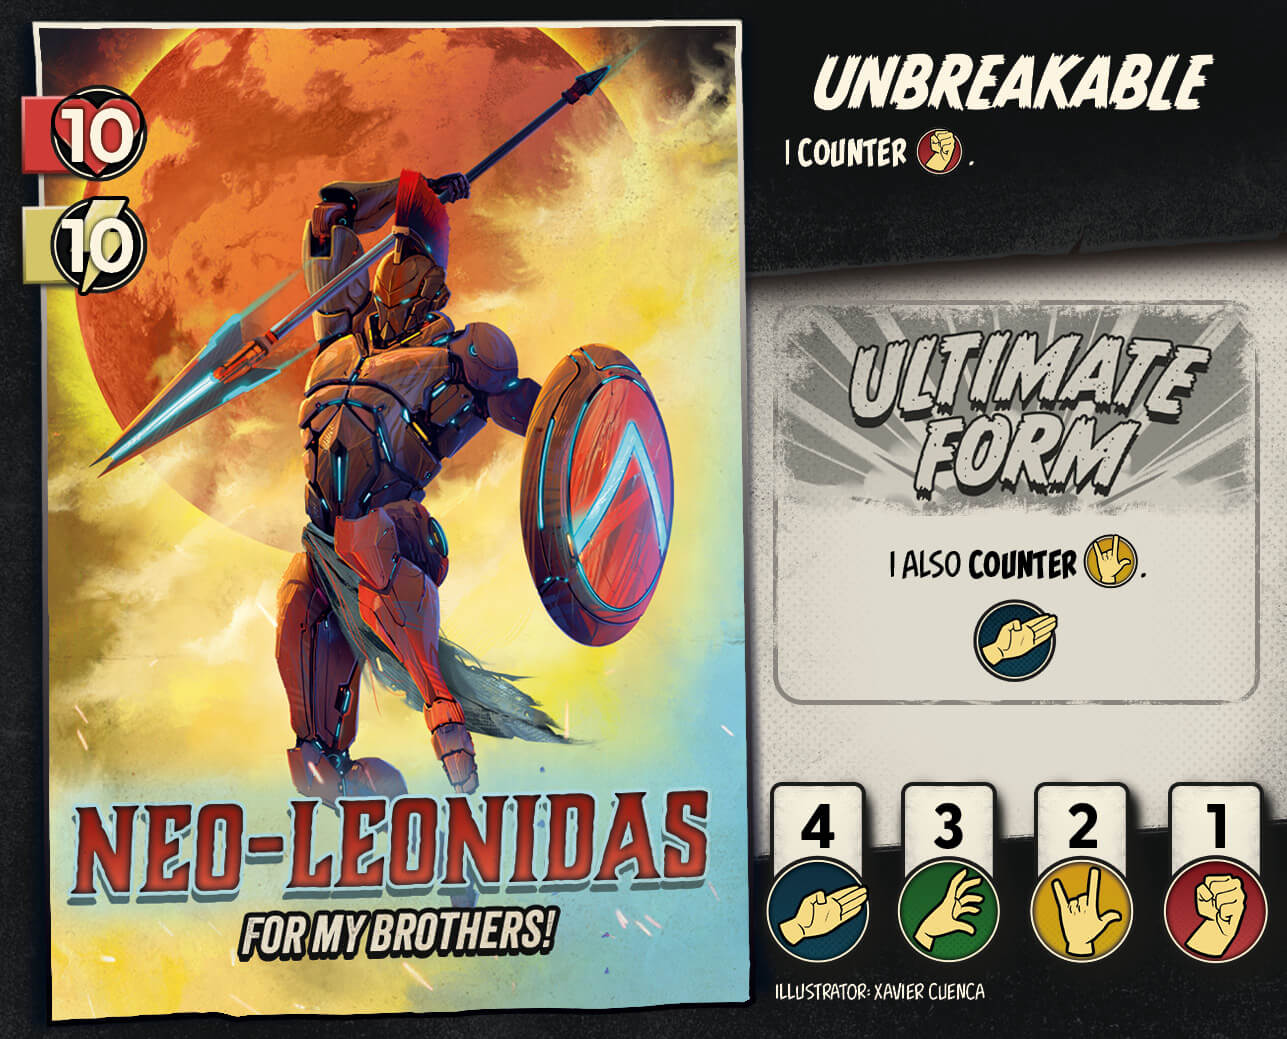 10
10
NEO-LEONIDAS
FOR MY BROTHERS!
UNBREAKABLE
I COUNTER .
ULTIMATE
FORM
I ALSO COUNTER .
4 3 2 1
ILLUSTRATOR: XAVIER CUENCA